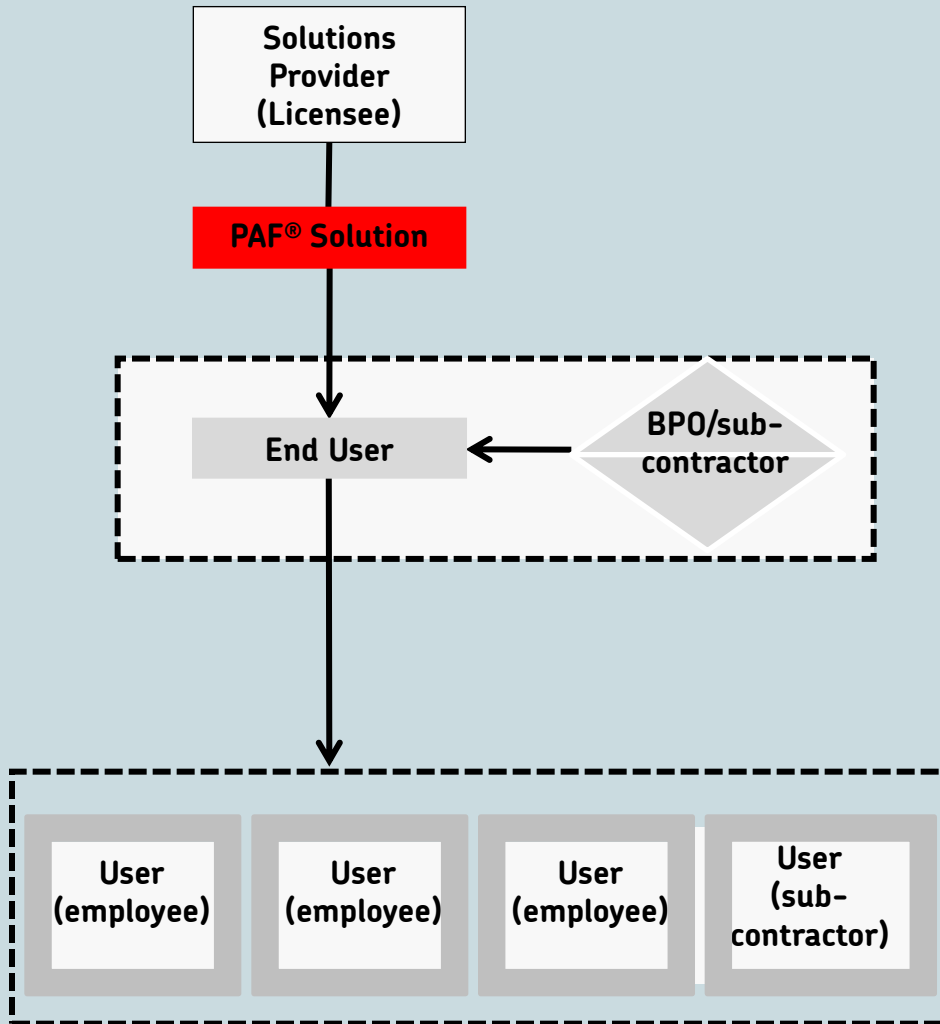 Solutions
Provider
(Licensee)
PAF® Solution
End User
BPO/sub-
contractor
User
(employee)
User
(employee)
User
(employee)
User
(sub-
contractor)